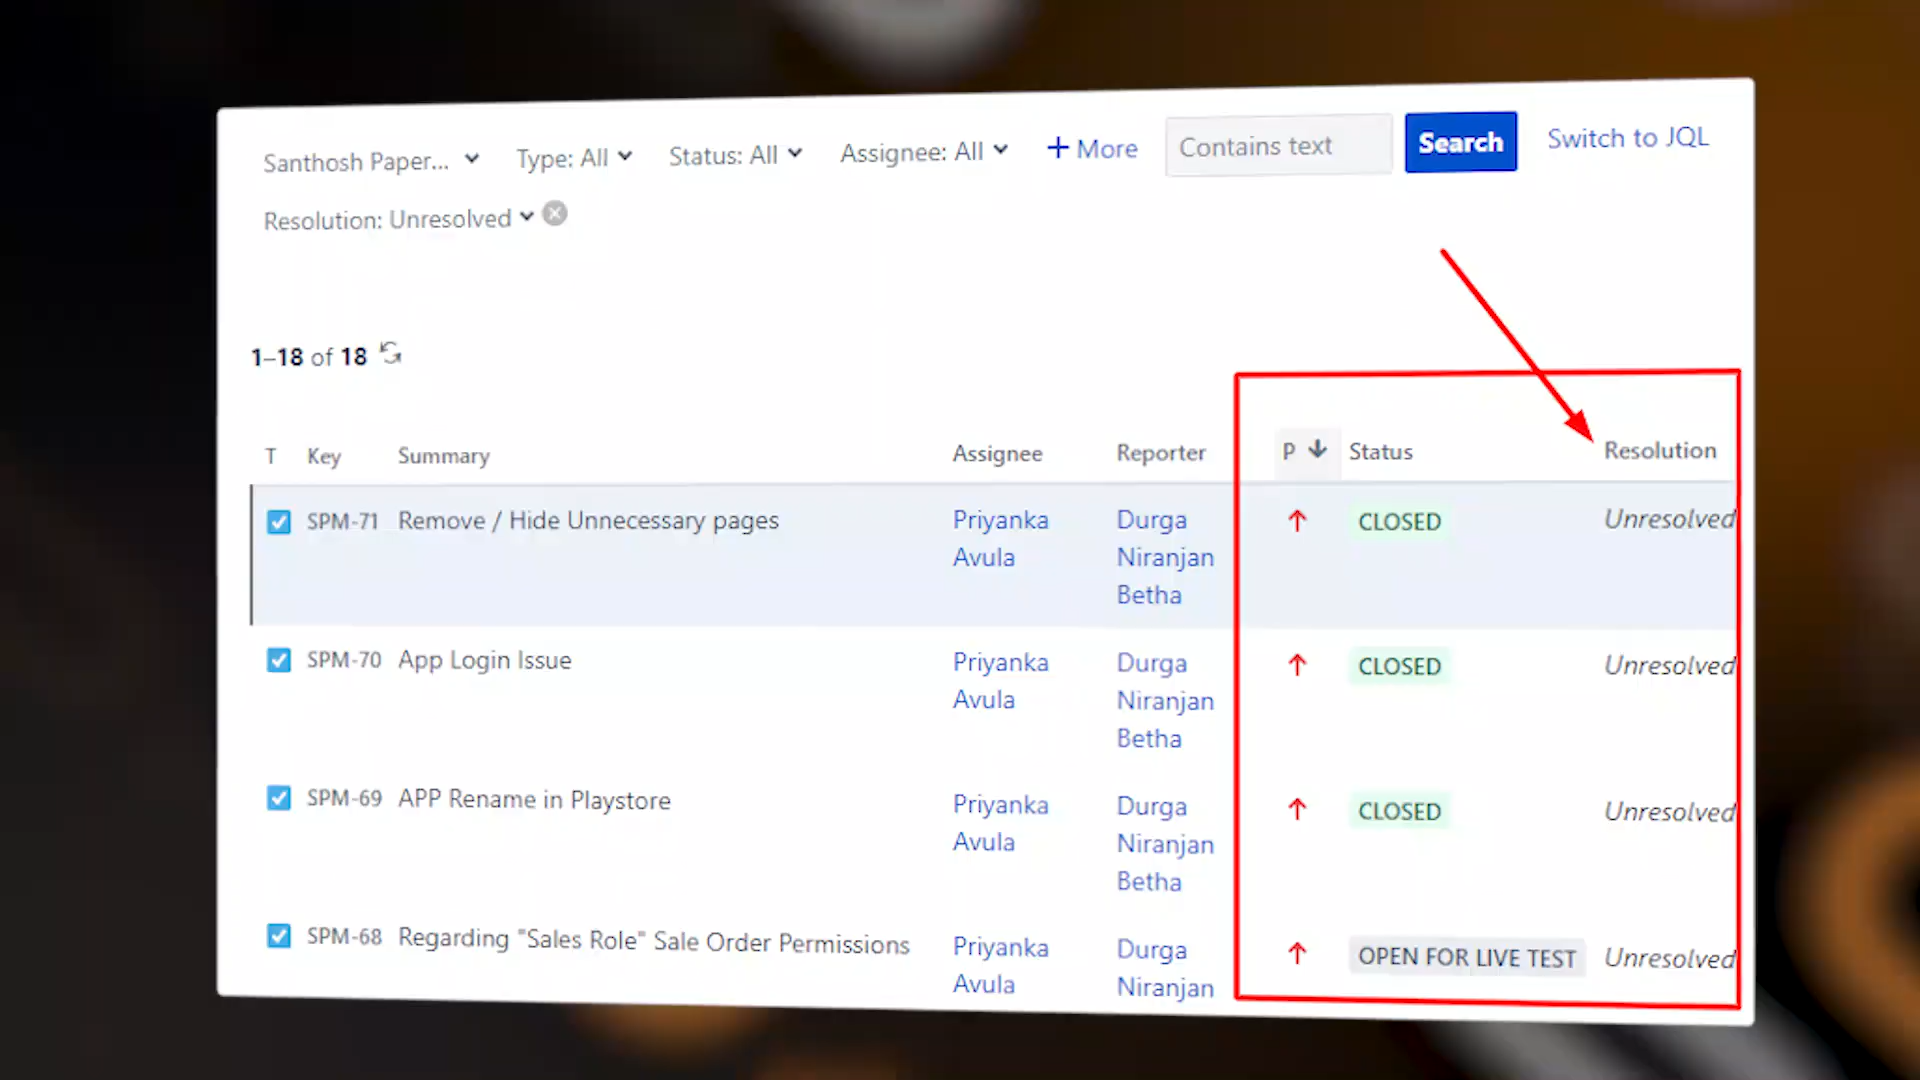 Santhosh Paper... Type: All Status: All Assignee: All + More Contains text Search Switch to JQL
Resolution: Unresolved
1–18 of 18
T Key Summary Assignee Reporter P Status Resolution
SPM-71 Remove / Hide Unnecessary pages Priyanka Durga CLOSED Unresolved
Avula Niranjan
Betha
SPM-70 App Login Issue Priyanka Durga CLOSED Unresolved
Avula Niranjan
Betha
SPM-69 APP Rename in Playstore Priyanka Durga CLOSED Unresolved
Avula Niranjan
Betha
SPM-68 Regarding "Sales Role" Sale Order Permissions Priyanka Durga OPEN FOR LIVE TEST Unresolved
Avula Niranjan